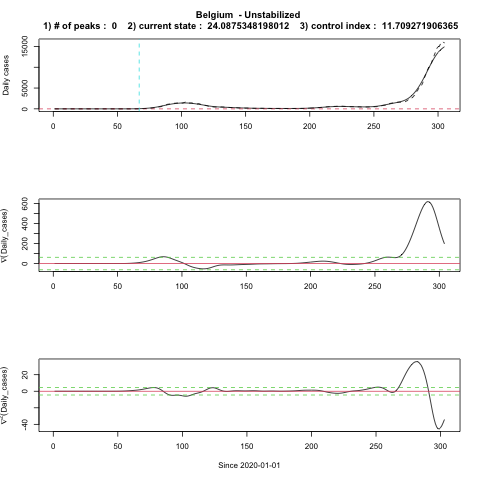 Belgium - Unstabilized
1) # of peaks : 0 2) current state : 24.0875348198012 3) control index : 11.709271906365
Daily cases
15000
5000
0
0 50 100 150 200 250 300
∇(Daily_cases)
600
400
200
0
0 50 100 150 200 250 300
∇²(Daily_cases)
20
0
-40
0 50 100 150 200 250 300
Since 2020-01-01